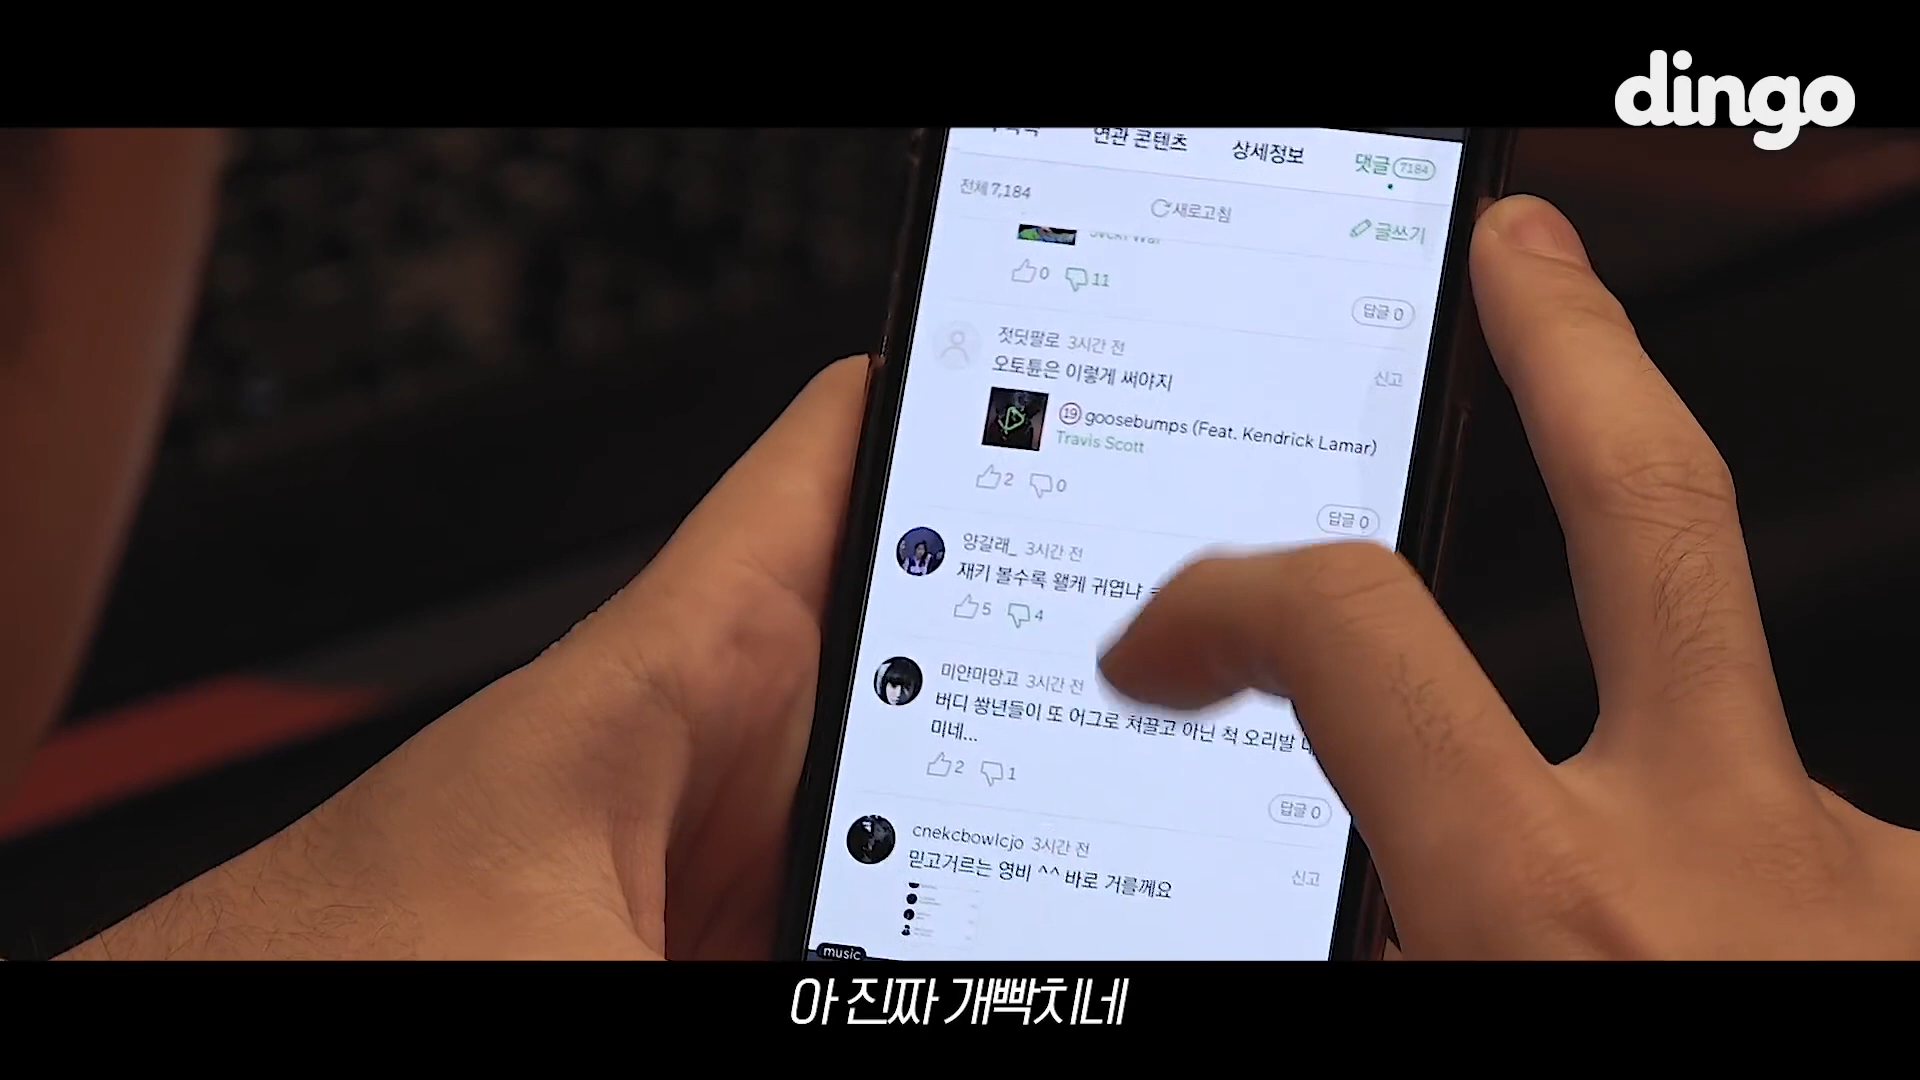 dingo
연관 콘텐츠 상세정보 댓글 7184
전체 7,184 새로고침 글쓰기
0 11
답글 0
젓딧팔로 3시간 전
오토튠은 이렇게 써야지 신고
19 goosebumps (Feat. Kendrick Lamar)
Travis Scott
2 0
답글 0
양갈래_ 3시간 전
재키 볼수록 왤케 귀엽냐
5 4
미얀마망고 3시간 전
버디 쌍년들이 또 어그로 쳐끌고 아닌 척 오리발
미네...
2 1
답글 0
cnekcbowlcjo 3시간 전
믿고거르는 영비 ^^ 바로 거를께요 신고
music
아 진짜 개빡치네